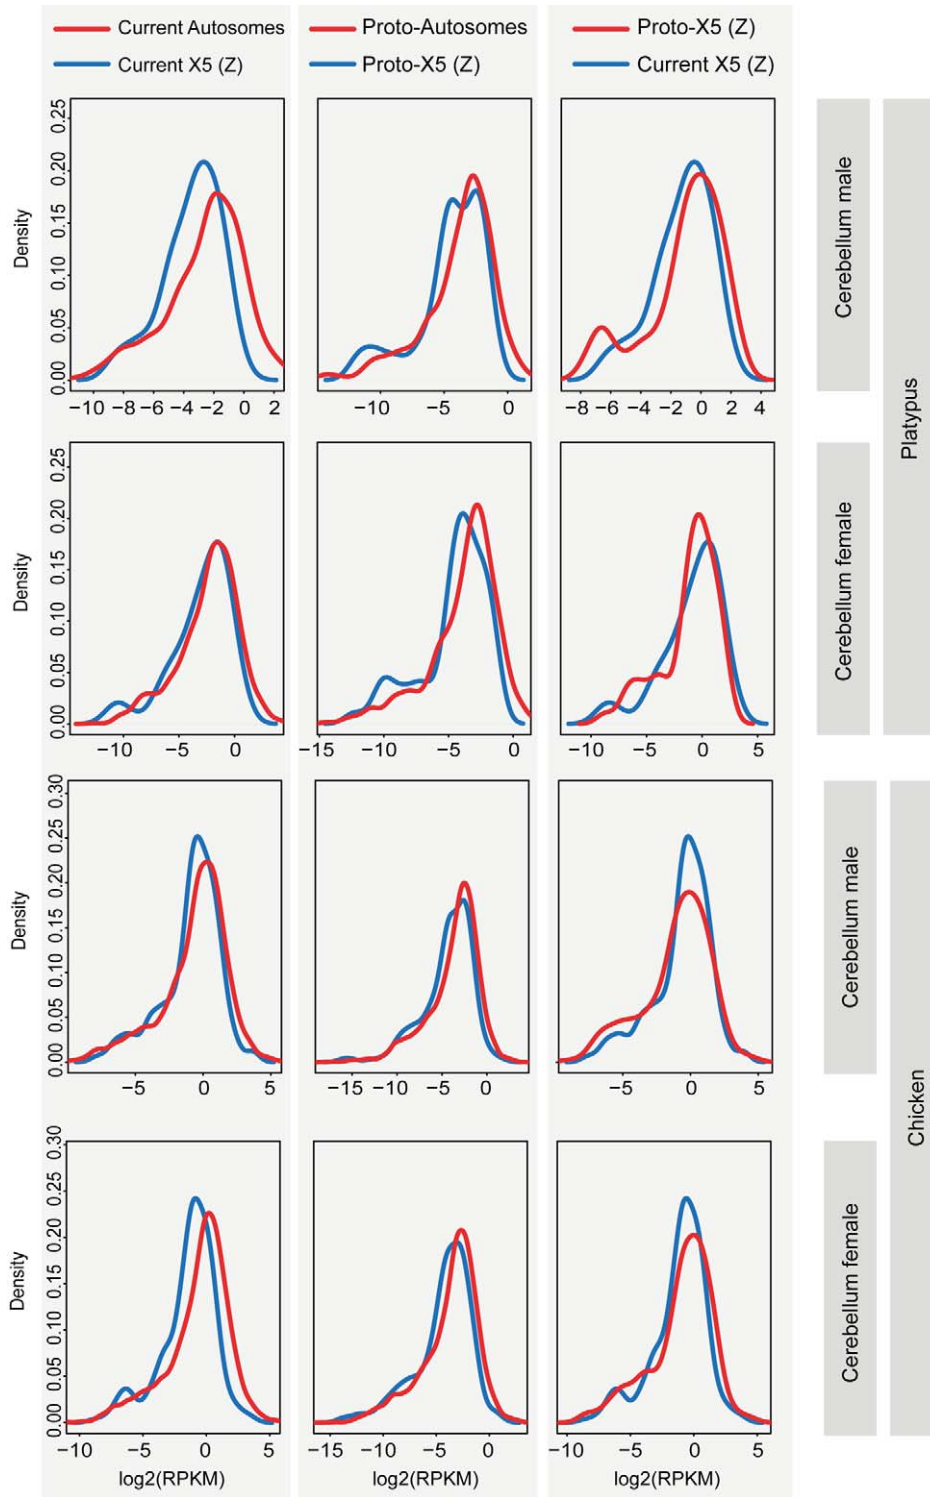 Current Autosomes Proto-Autosomes Proto-X5 (Z)
Current X5 (Z) Proto-X5 (Z) Current X5 (Z)
Density
0.00 0.05 0.10 0.15 0.20 0.25
−10 −8 −6 −4 −2 0 2
−10 −5 0
−8 −6 −4 −2 0 2 4
Cerebellum male
Density
0.00 0.05 0.10 0.15 0.20 0.25
−10 −5 0
−15 −10 −5 0
−10 −5 0 5
Cerebellum female
Platypus
Density
0.00 0.05 0.10 0.15 0.20 0.25 0.30
−5 0 5
−15 −10 −5 0
−5 0 5
Cerebellum male
Density
0.00 0.05 0.10 0.15 0.20 0.25 0.30
−10 −5 0 5
−15 −10 −5 0
−10 −5 0 5
Cerebellum female
Chicken
log2(RPKM) log2(RPKM) log2(RPKM)